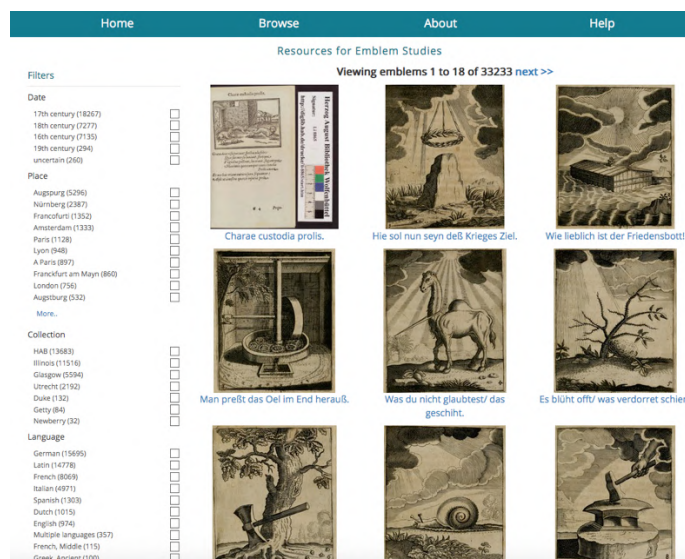 Home Browse About Help
Resources for Emblem Studies
Filters
Viewing emblems 1 to 18 of 33233 next >>
Date
17th century (18267)
18th century (7277)
16th century (7135)
19th century (294)
uncertain (260)
Place
Augspurg (5296)
Nürnberg (2387)
Francofurti (1352)
Amsterdam (1333)
Paris (1128)
Lyon (948)
A Paris (897)
Franckfurt am Mayn (860)
London (756)
Augstburg (532)
More..
Collection
HAB (13683)
Illinois (11516)
Glasgow (5594)
Utrecht (2192)
Duke (132)
Getty (84)
Newberry (32)
Language
German (15695)
Latin (14778)
French (8069)
Italian (4971)
Spanish (1303)
Dutch (1015)
English (974)
Multiple languages (357)
French, Middle (115)
Greek, Ancient (100)
Herzog August Bibliothek Wolfenbüttel
Charae custodia prolis.
Hie sol nun seyn deß Krieges Ziel.
Wie lieblich ist der Friedensbott!
Man preßt das Oel im End herauß.
Was du nicht glaubtest/ das
geschiht.
Es blüht offt/ was verdorret schien